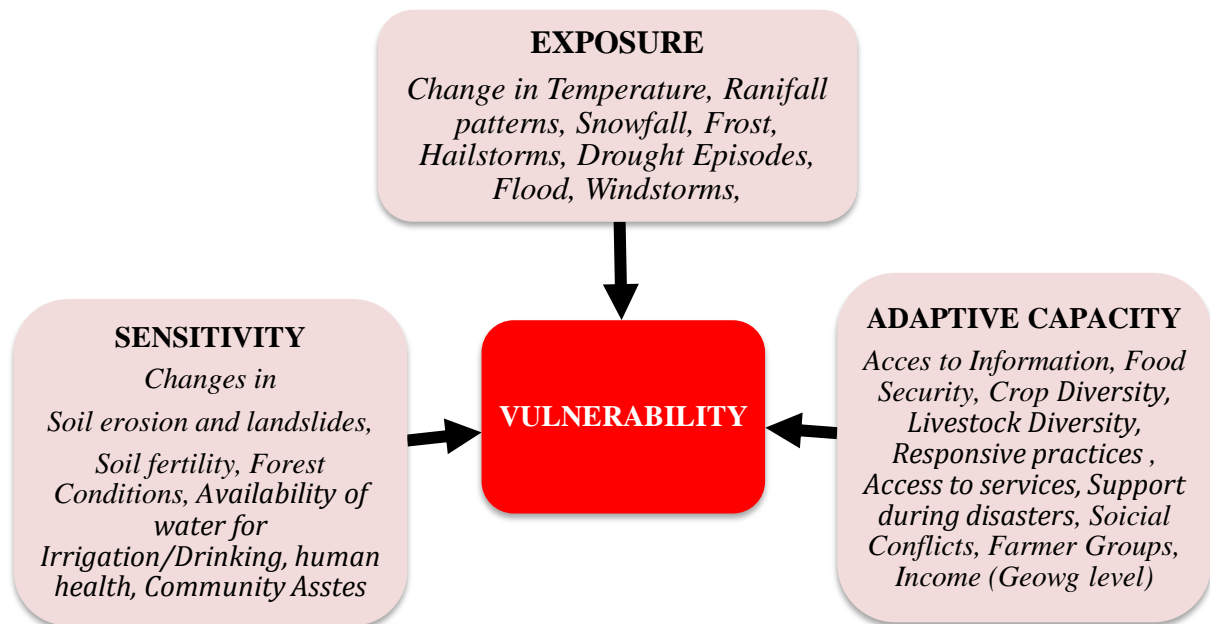 EXPOSURE
Change in Temperature, Ranifall
patterns, Snowfall, Frost,
Hailstorms, Drought Episodes,
Flood, Windstorms,
SENSITIVITY
Changes in
Soil erosion and landslides,
Soil fertility, Forest
Conditions, Availability of
water for
Irrigation/Drinking, human
health, Community Asstes
VULNERABILITY
ADAPTIVE CAPACITY
Acces to Information, Food
Security, Crop Diversity,
Livestock Diversity,
Responsive practices ,
Access to services, Support
during disasters, Soicial
Conflicts, Farmer Groups,
Income (Geowg level)